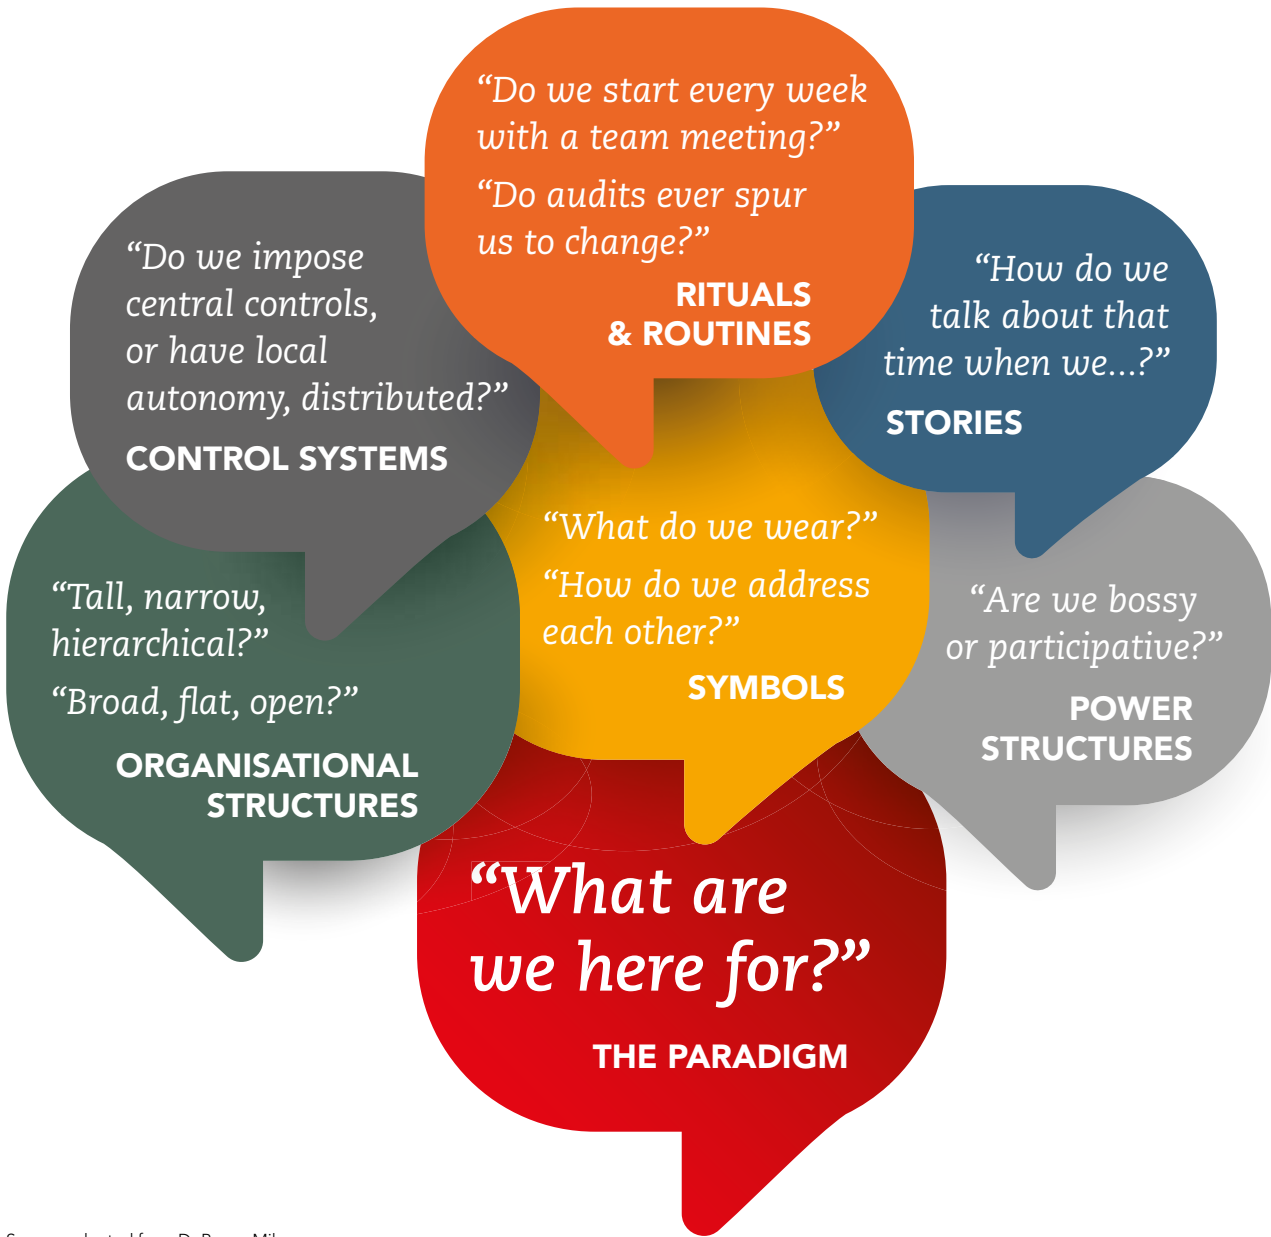 “Do we start every week
with a team meeting?”
“Do audits ever spur
us to change?”
RITUALS
& ROUTINES
“Do we impose
central controls,
or have local
autonomy, distributed?”
CONTROL SYSTEMS
“How do we
talk about that
time when we...?”
STORIES
“Tall, narrow,
hierarchical?”
“Broad, flat, open?”
ORGANISATIONAL
STRUCTURES
“What do we wear?”
“How do we address
each other?”
SYMBOLS
“Are we bossy
or participative?”
POWER
STRUCTURES
“What are
we here for?”
THE PARADIGM